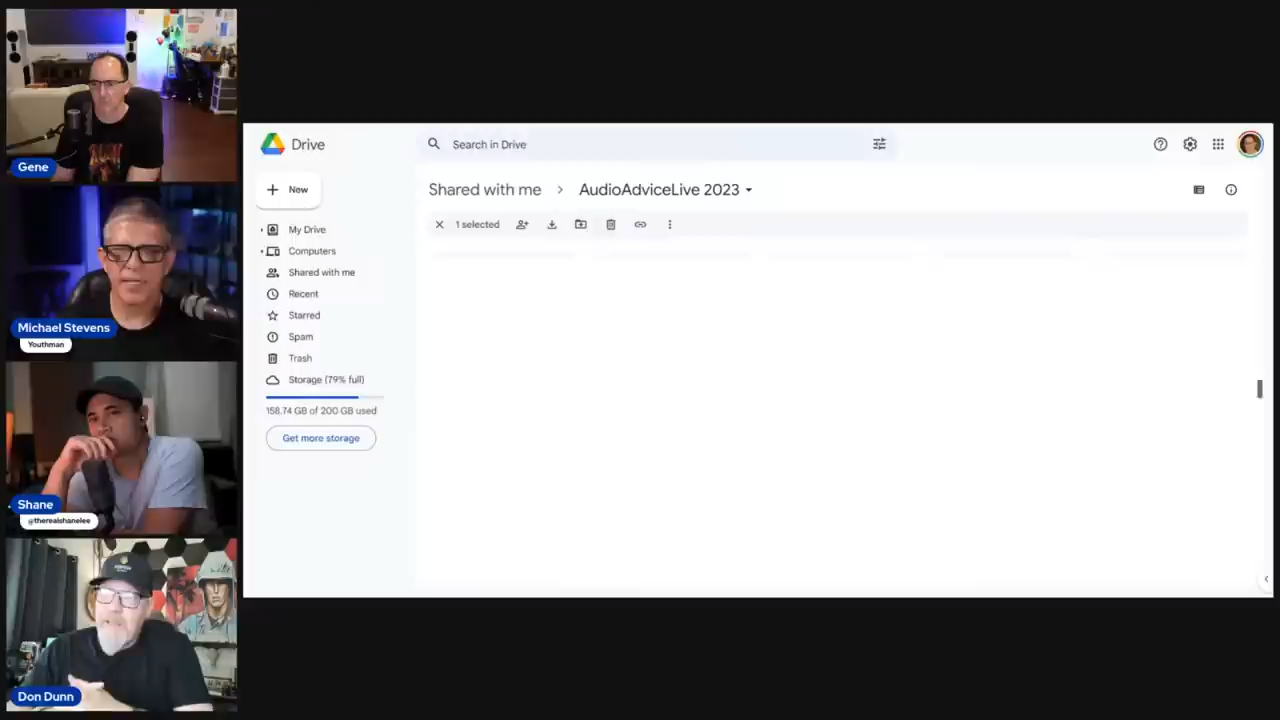 Gene
Michael Stevens
Youthman
Shane
@therealshanelee
Don Dunn
Drive
Search in Drive
New
Shared with me > AudioAdviceLive 2023
1 selected
My Drive
Computers
Shared with me
Recent
Starred
Spam
Trash
Storage (79% full)
158.74 GB of 200 GB used
Get more storage